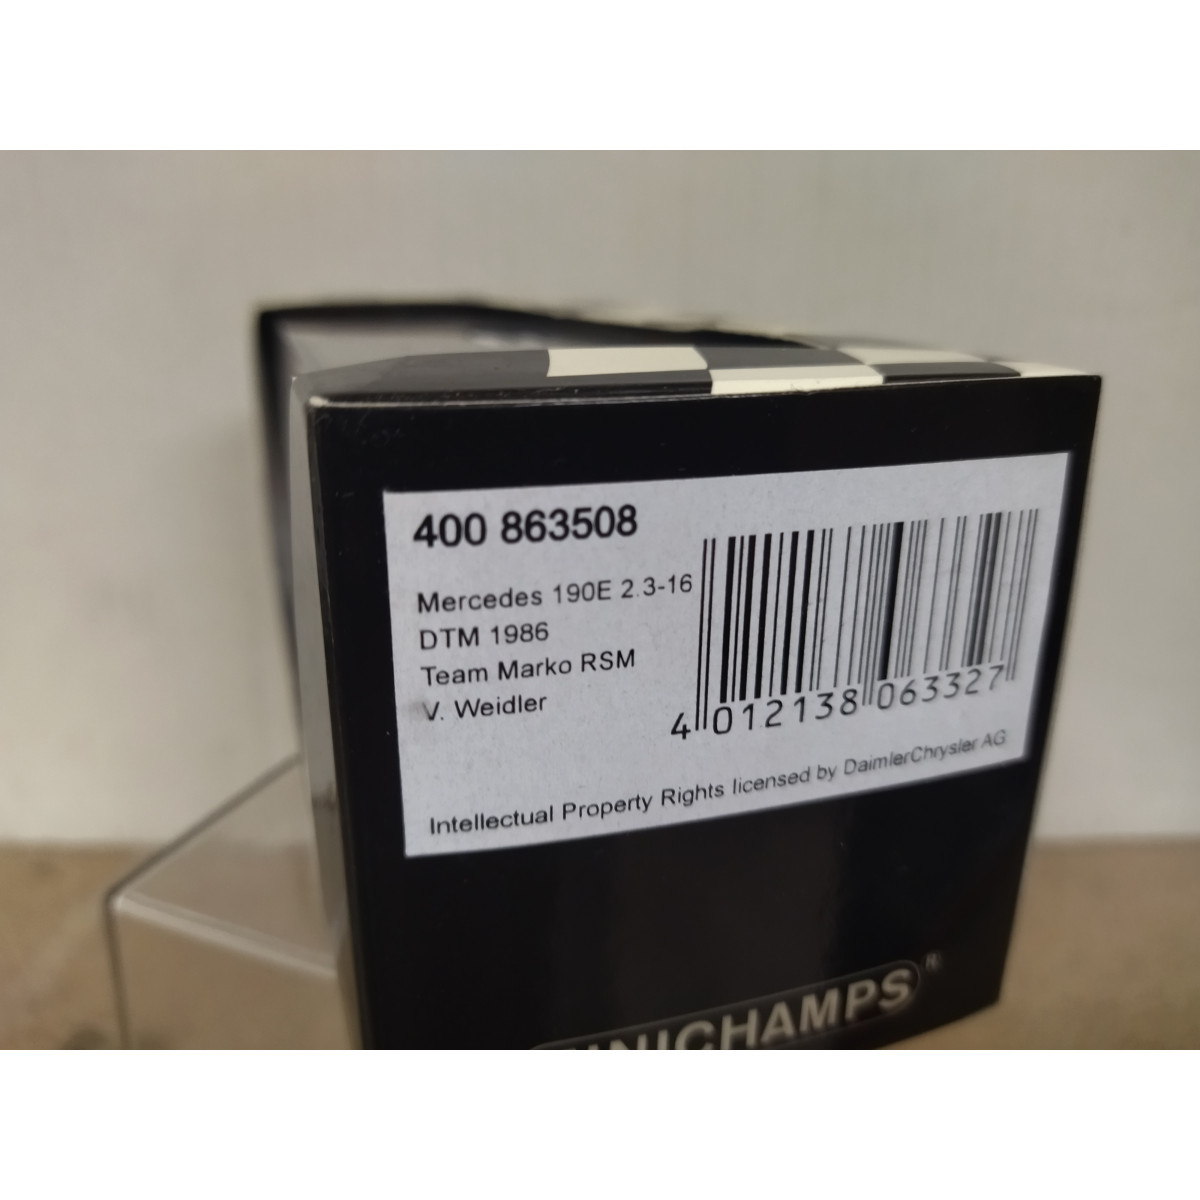 400 863508
Mercedes 190E 2.3-16
DTM 1986
Team Marko RSM
V. Weidler
4 012138 063327
Intellectual Property Rights licensed by DaimlerChrysler AG
MINICHAMPS ®